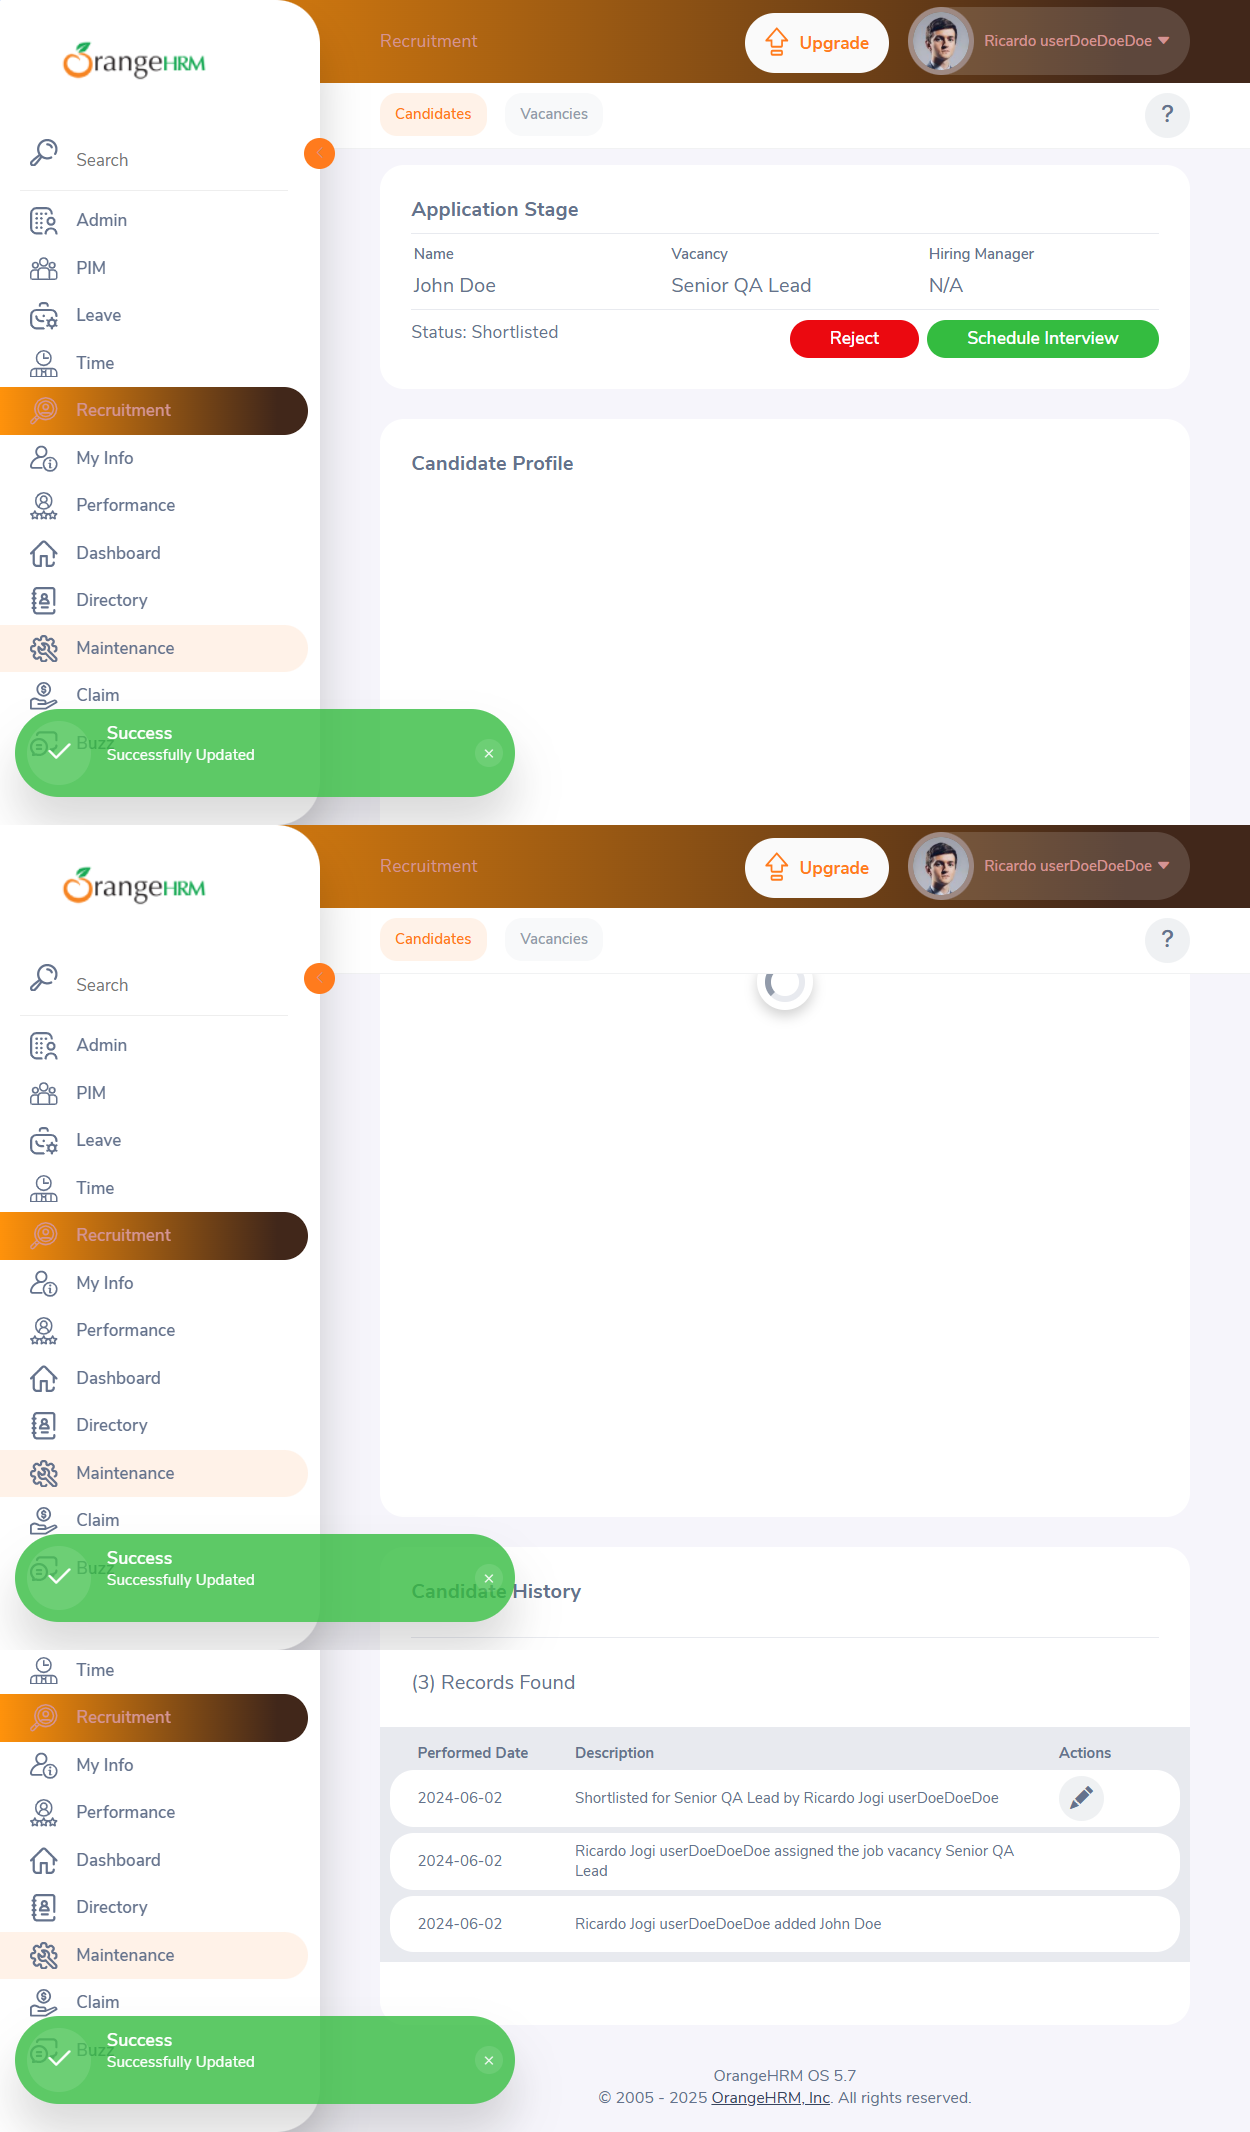 OrangeHRM
Recruitment
Upgrade
Ricardo userDoeDoeDoe
Candidates
Vacancies
?
Search
Admin
PIM
Leave
Time
Recruitment
My Info
Performance
Dashboard
Directory
Maintenance
Claim
Buzz
Application Stage
Name
Vacancy
Hiring Manager
John Doe
Senior QA Lead
N/A
Status: Shortlisted
Reject
Schedule Interview
Candidate Profile
Success
Successfully Updated
OrangeHRM
Recruitment
Upgrade
Ricardo userDoeDoeDoe
Candidates
Vacancies
?
Search
Admin
PIM
Leave
Time
Recruitment
My Info
Performance
Dashboard
Directory
Maintenance
Claim
Buzz
Success
Successfully Updated
Candidate History
Time
Recruitment
My Info
Performance
Dashboard
Directory
Maintenance
Claim
Buzz
(3) Records Found
Performed Date
Description
Actions
2024-06-02
Shortlisted for Senior QA Lead by Ricardo Jogi userDoeDoeDoe
2024-06-02
Ricardo Jogi userDoeDoeDoe assigned the job vacancy Senior QA
Lead
2024-06-02
Ricardo Jogi userDoeDoeDoe added John Doe
Success
Successfully Updated
OrangeHRM OS 5.7
© 2005 - 2025 OrangeHRM, Inc. All rights reserved.